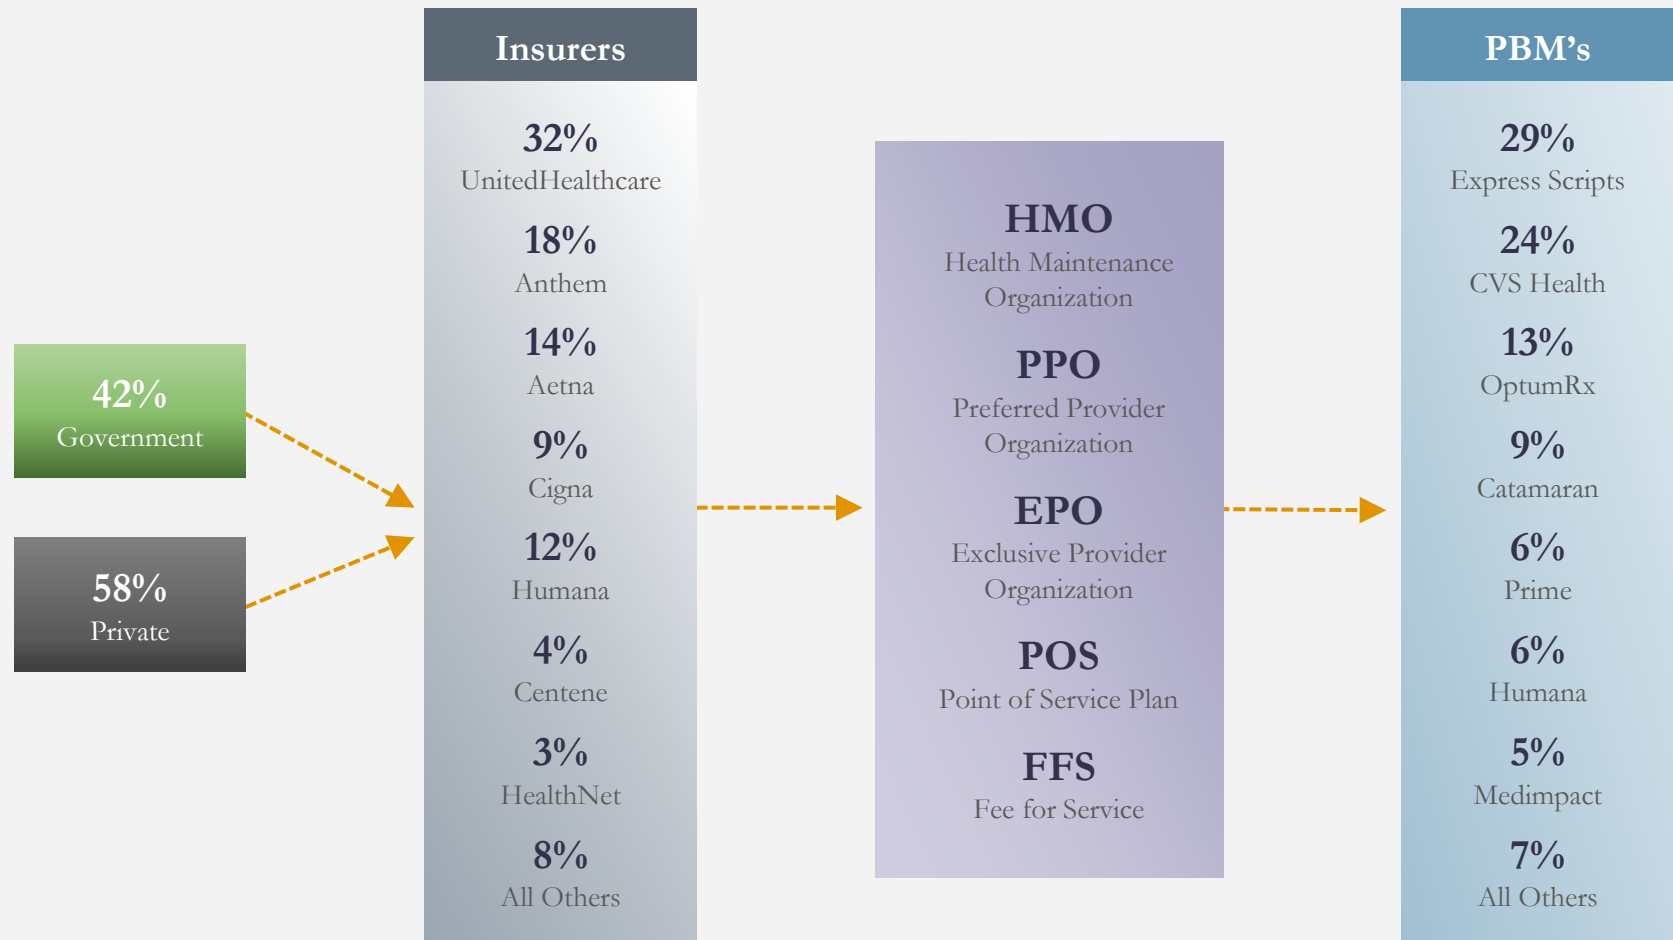 42%
Government
58%
Private
Insurers
32%
UnitedHealthcare
18%
Anthem
14%
Aetna
9%
Cigna
12%
Humana
4%
Centene
3%
HealthNet
8%
All Others
HMO
Health Maintenance
Organization
PPO
Preferred Provider
Organization
EPO
Exclusive Provider
Organization
POS
Point of Service Plan
FFS
Fee for Service
PBM’s
29%
Express Scripts
24%
CVS Health
13%
OptumRx
9%
Catamaran
6%
Prime
6%
Humana
5%
Medimpact
7%
All Others